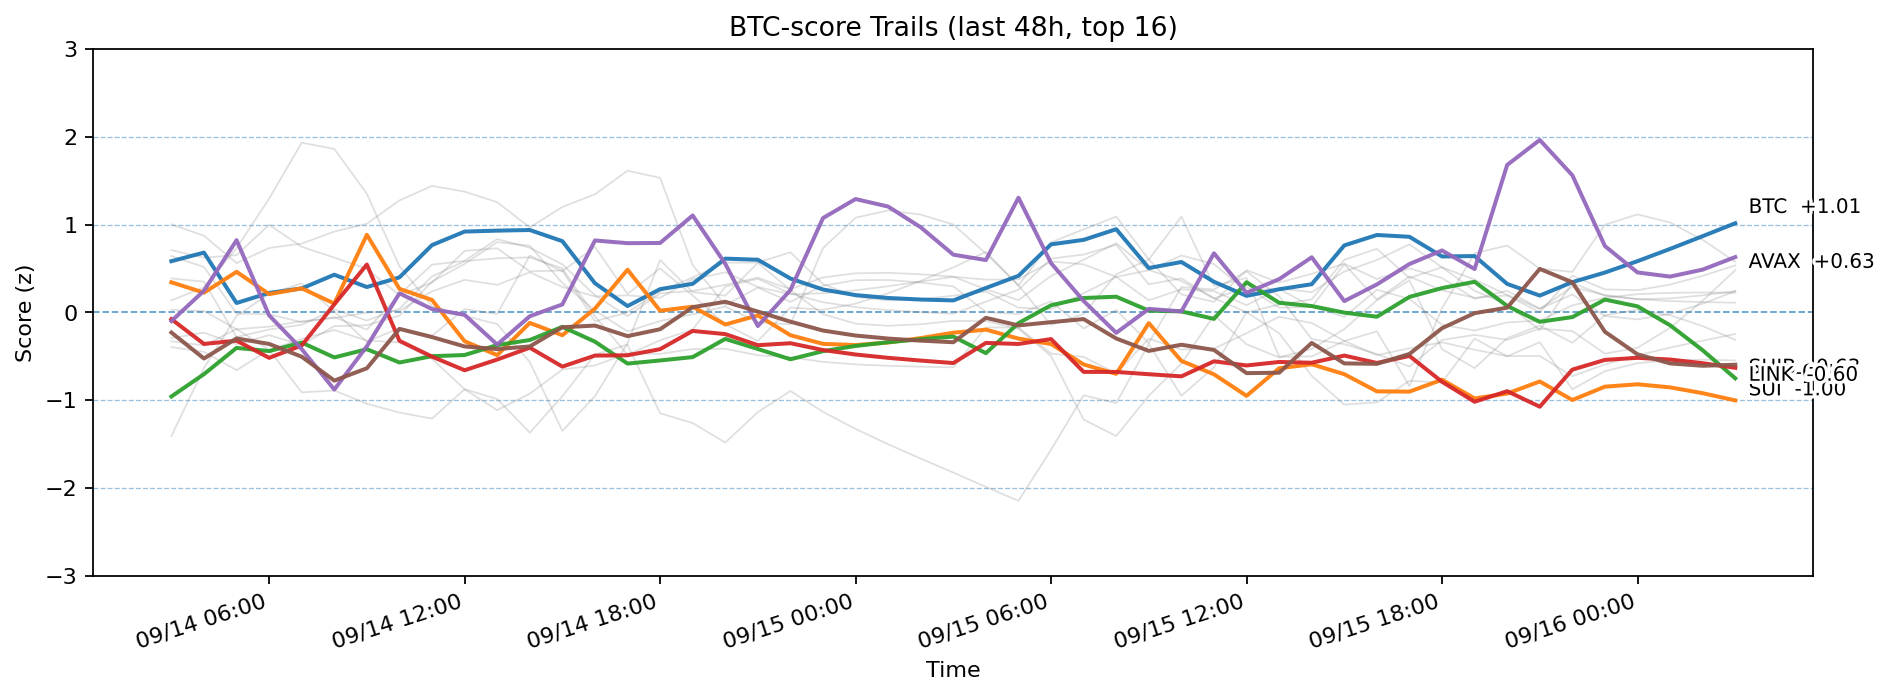 BTC-score Trails (last 48h, top 16)
3
2
1
0
−1
−2
−3
Score (z)
BTC +1.01
AVAX +0.63
LINK -0.60
SUI -1.00
09/14 06:00
09/14 12:00
09/14 18:00
09/15 00:00
09/15 06:00
09/15 12:00
09/15 18:00
09/16 00:00
Time